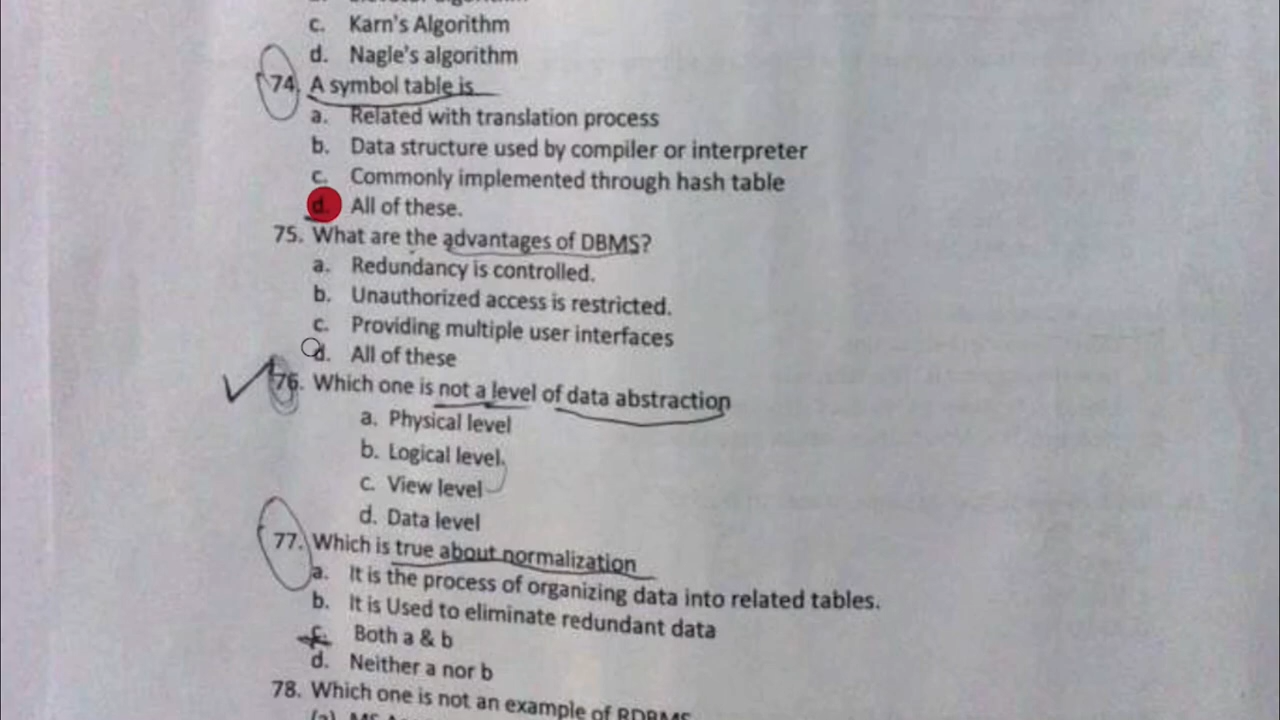 c. Karn's Algorithm
d. Nagle's algorithm
74. A symbol table is
a. Related with translation process
b. Data structure used by compiler or interpreter
c. Commonly implemented through hash table
d. All of these.
75. What are the advantages of DBMS?
a. Redundancy is controlled.
b. Unauthorized access is restricted.
c. Providing multiple user interfaces
d. All of these
76. Which one is not a level of data abstraction
a. Physical level
b. Logical level.
c. View level
d. Data level
77. Which is true about normalization
a. It is the process of organizing data into related tables.
b. It is Used to eliminate redundant data
c. Both a & b
d. Neither a nor b
78. Which one is not an example of RDBMS